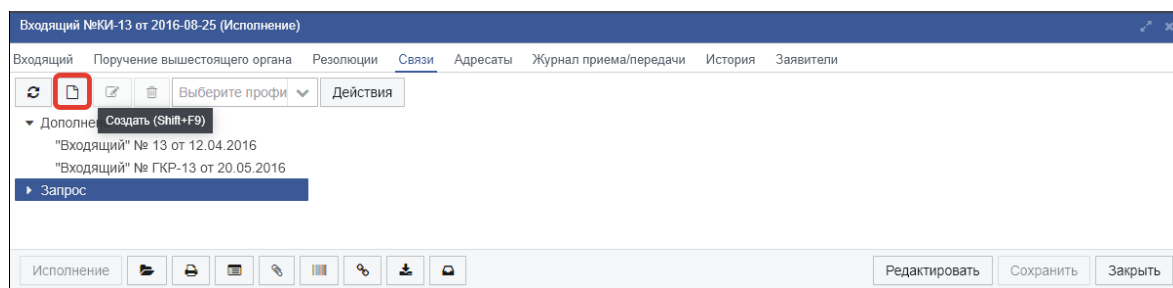 Входящий №КИ-13 от 2016-08-25 (Исполнение)
Входящий Поручение вышестоящего органа Резолюции Связи Адресаты Журнал приема/передачи История Заявители
Выберите профи Действия
Создать (Shift+F9)
Дополне
"Входящий" № 13 от 12.04.2016
"Входящий" № ГКР-13 от 20.05.2016
Запрос
Исполнение Редактировать Сохранить Закрыть